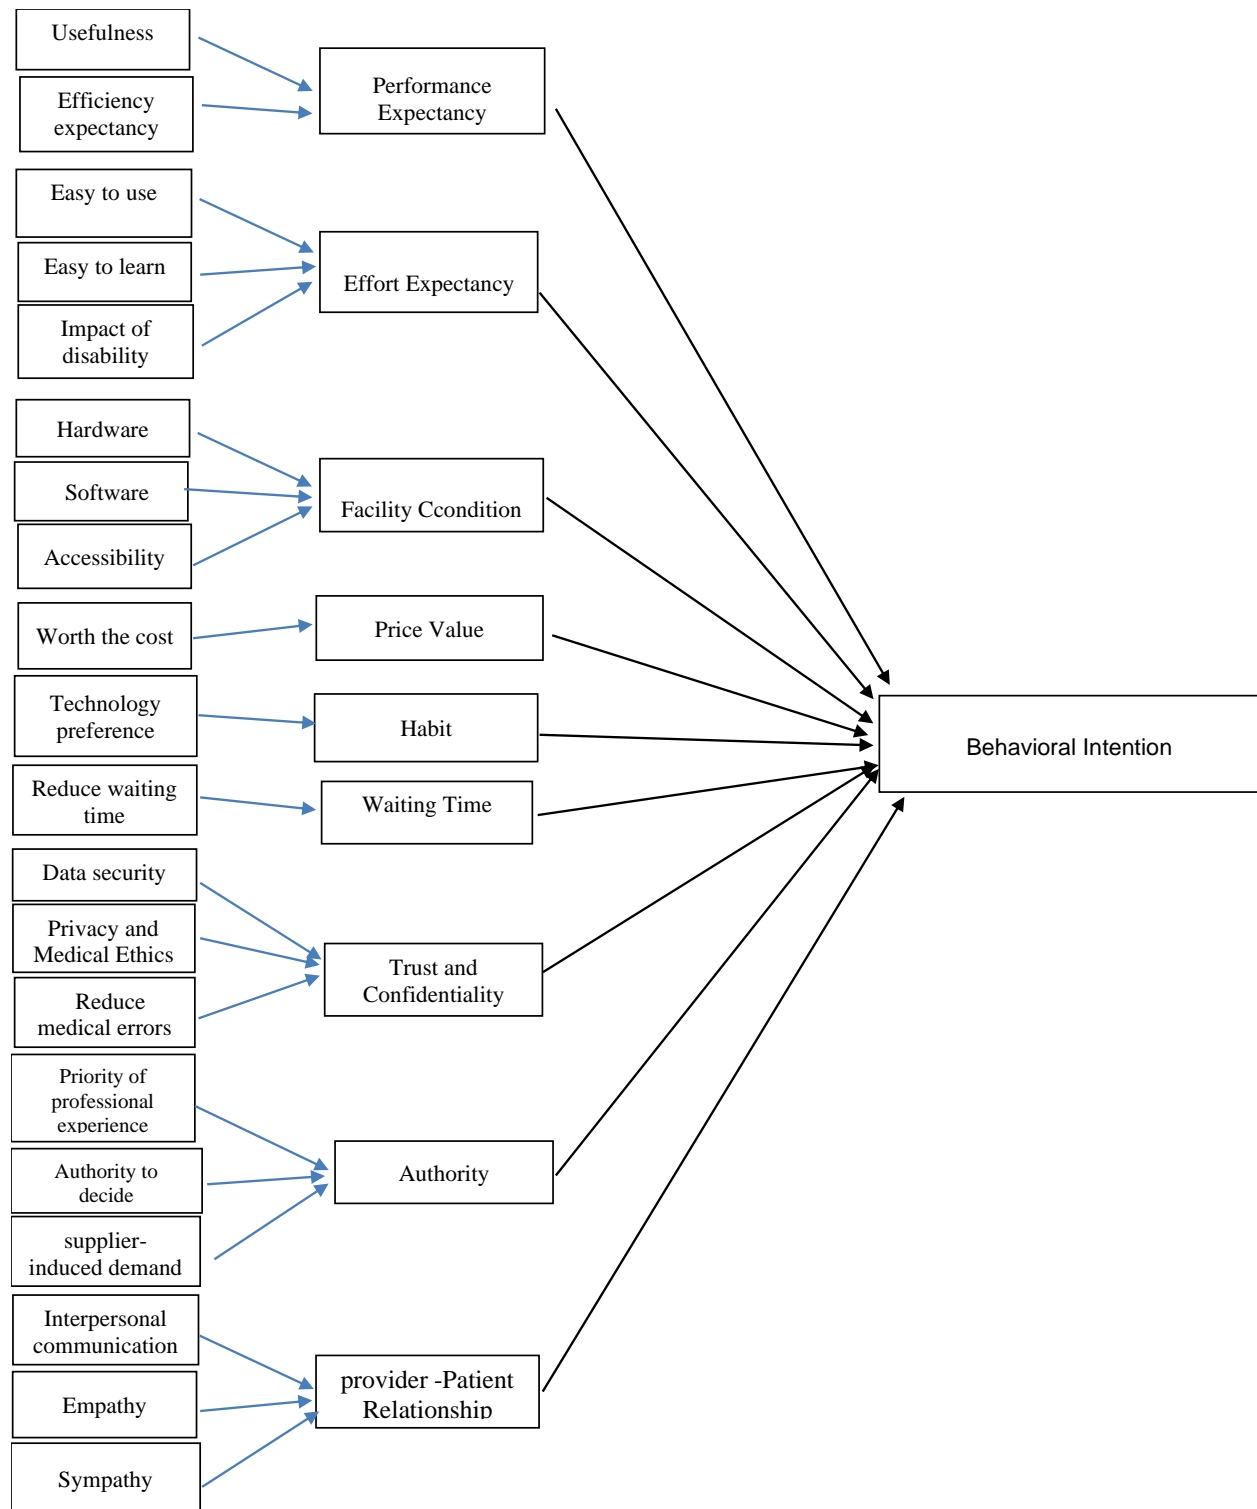 Usefulness
Efficiency
expectancy
Performance
Expectancy
Easy to use
Easy to learn
Impact of
disability
Effort Expectancy
Hardware
Software
Accessibility
Facility Ccondition
Worth the cost
Price Value
Technology
preference
Habit
Reduce waiting
time
Waiting Time
Behavioral Intention
Data security
Privacy and
Medical Ethics
Reduce
medical errors
Trust and
Confidentiality
Priority of
professional
experience
Authority to
decide
supplier-
induced demand
Authority
Interpersonal
communication
Empathy
Sympathy
provider -Patient
Relationship